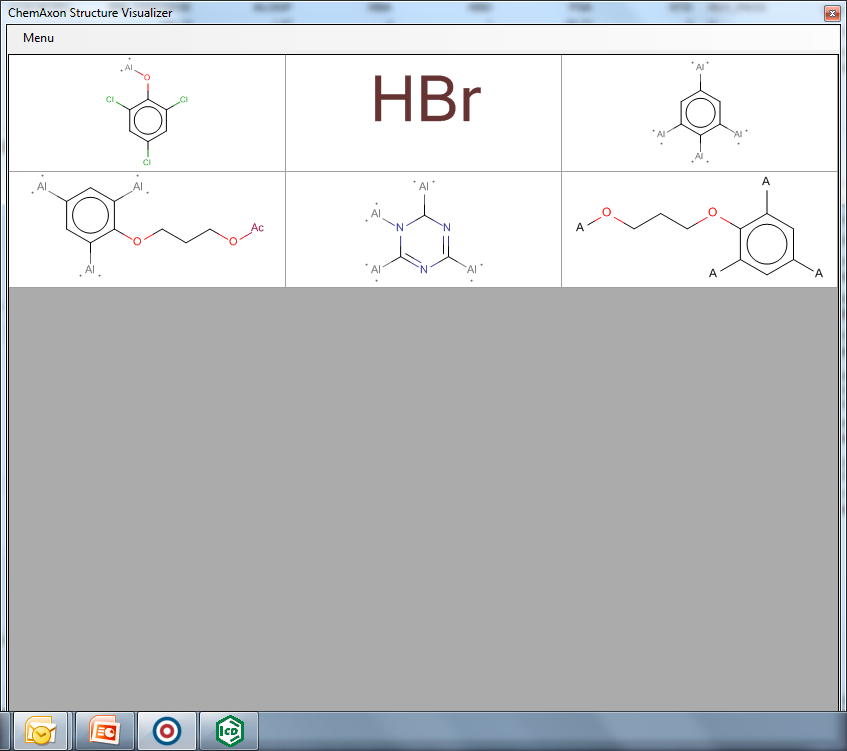 ChemAxon Structure Visualizer
Menu
Al O Cl Cl Cl
HBr
Al Al Al Al
Al Al Al O O Ac
Al Al N N N Al Al
A O O A A A
ICD